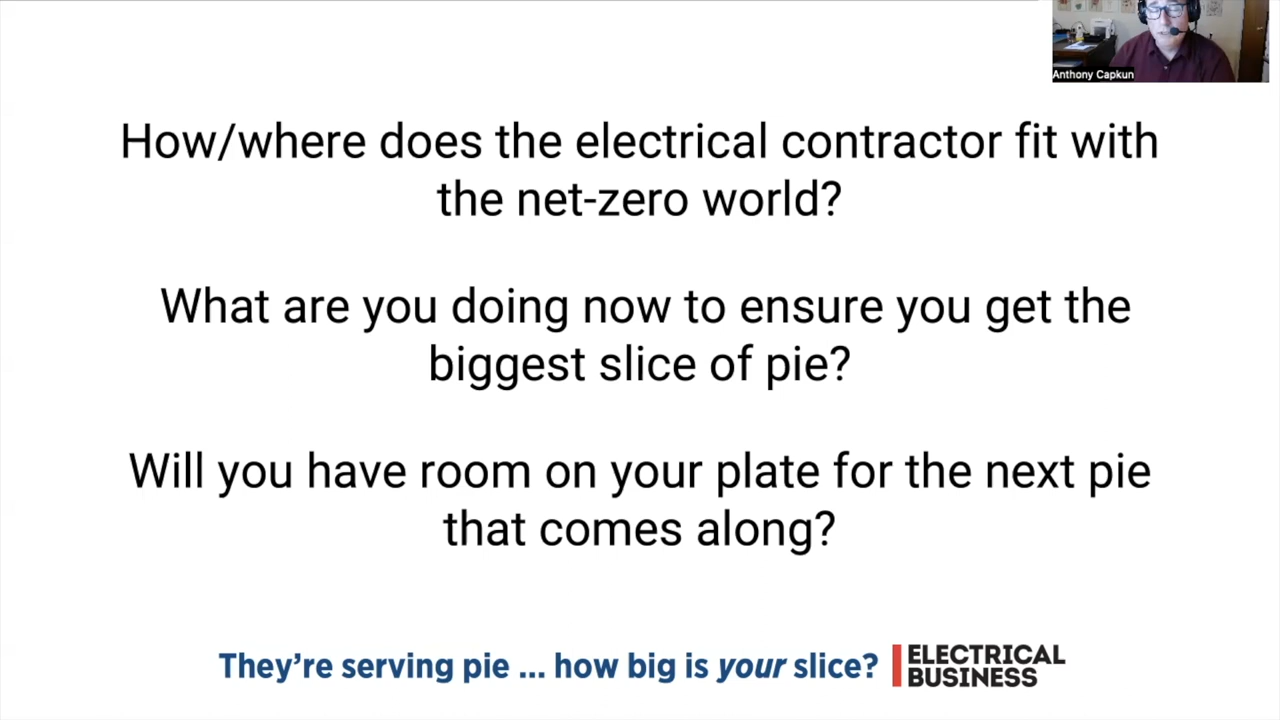 Anthony Capkun
How/where does the electrical contractor fit with
the net-zero world?
What are you doing now to ensure you get the
biggest slice of pie?
Will you have room on your plate for the next pie
that comes along?
They’re serving pie ... how big is your slice?
ELECTRICAL
BUSINESS